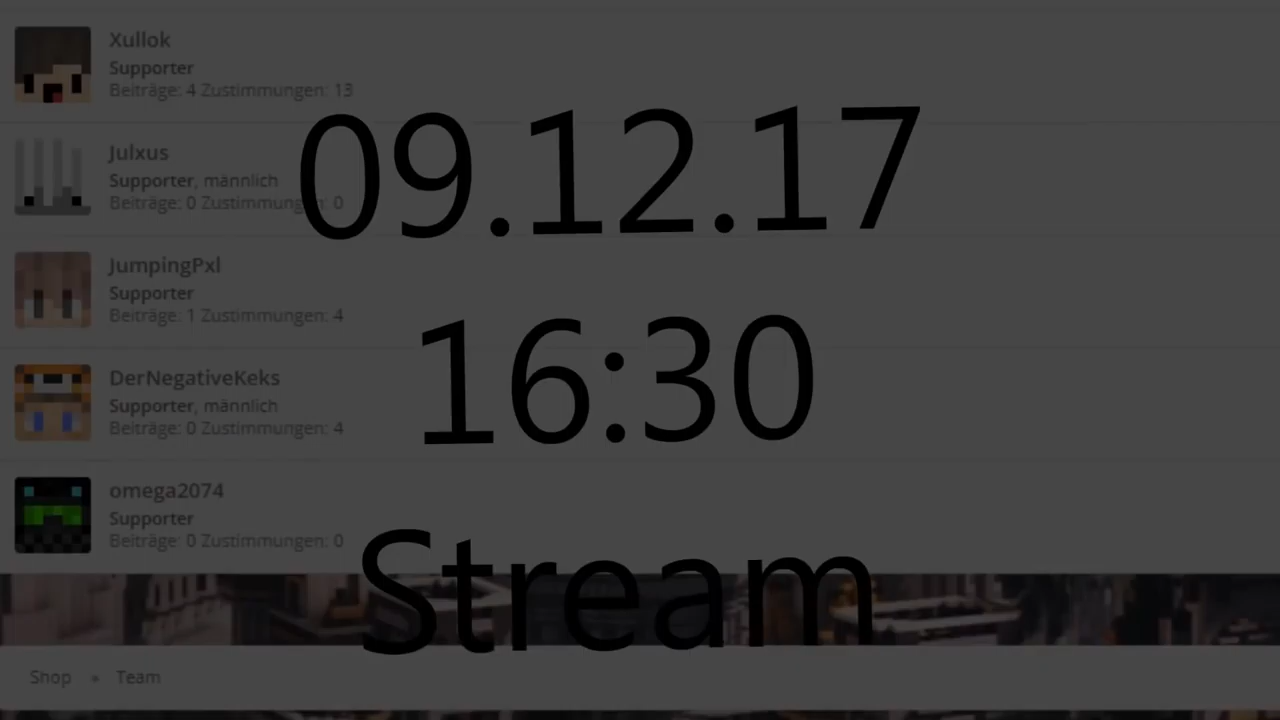 Xullok
Supporter
Beiträge: 4 Zustimmungen: 13
Julxus
Supporter, männlich
Beiträge: 0 Zustimmungen: 0
JumpingPxl
Supporter
Beiträge: 1 Zustimmungen: 4
DerNegativeKeks
Supporter, männlich
Beiträge: 0 Zustimmungen: 4
omega2074
Supporter
Beiträge: 0 Zustimmungen: 0
Shop • Team
09.12.17
16:30
Stream